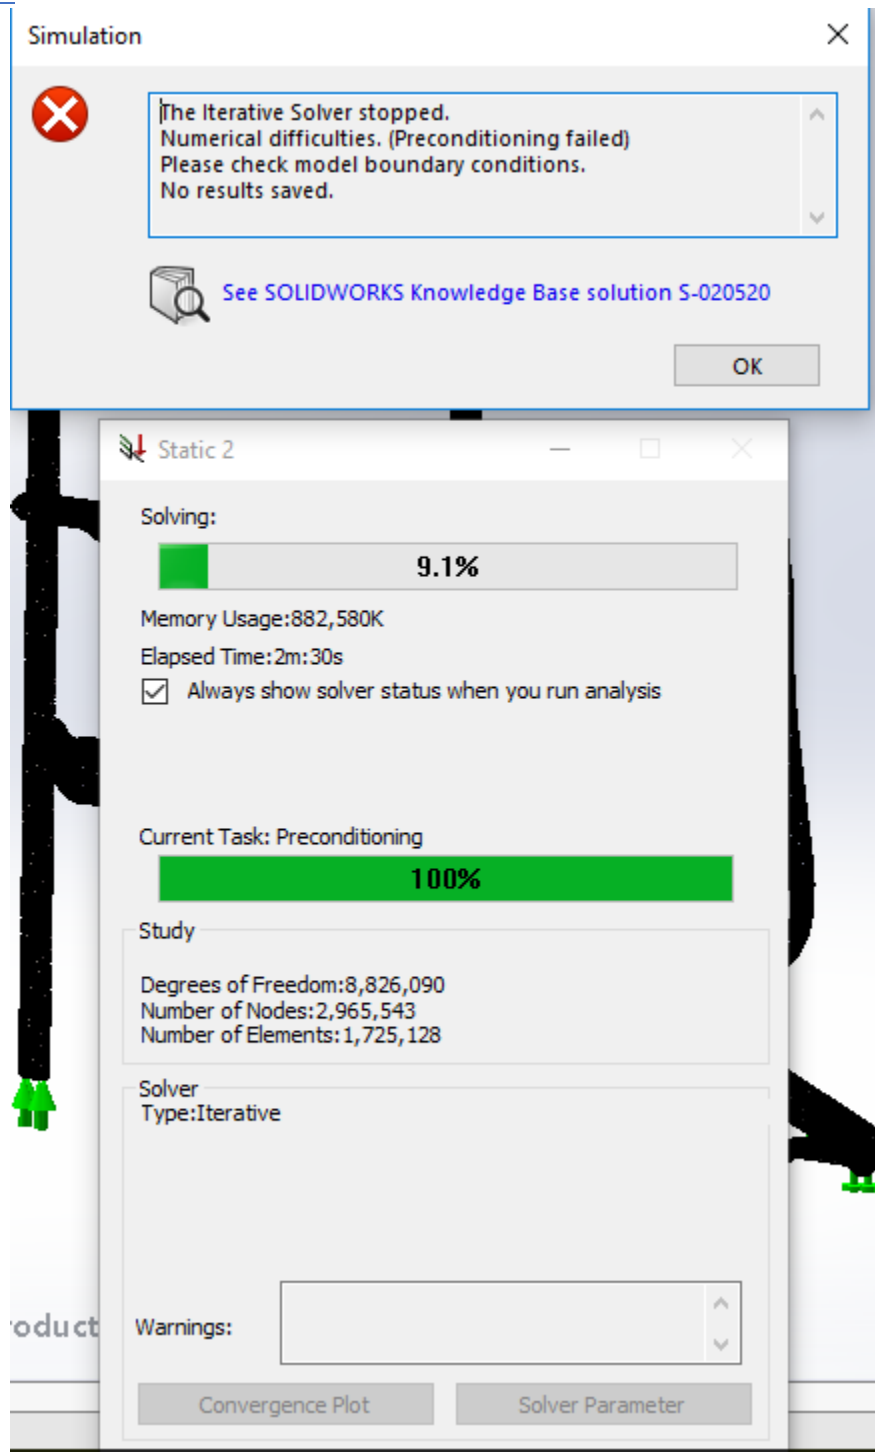 Simulation
The Iterative Solver stopped.
Numerical difficulties. (Preconditioning failed)
Please check model boundary conditions.
No results saved.
See SOLIDWORKS Knowledge Base solution S-020520
OK
Static 2
Solving:
9.1%
Memory Usage:882,580K
Elapsed Time:2m:30s
Always show solver status when you run analysis
Current Task: Preconditioning
100%
Study
Degrees of Freedom:8,826,090
Number of Nodes:2,965,543
Number of Elements:1,725,128
Solver
Type:Iterative
oduct
Warnings:
Convergence Plot
Solver Parameter